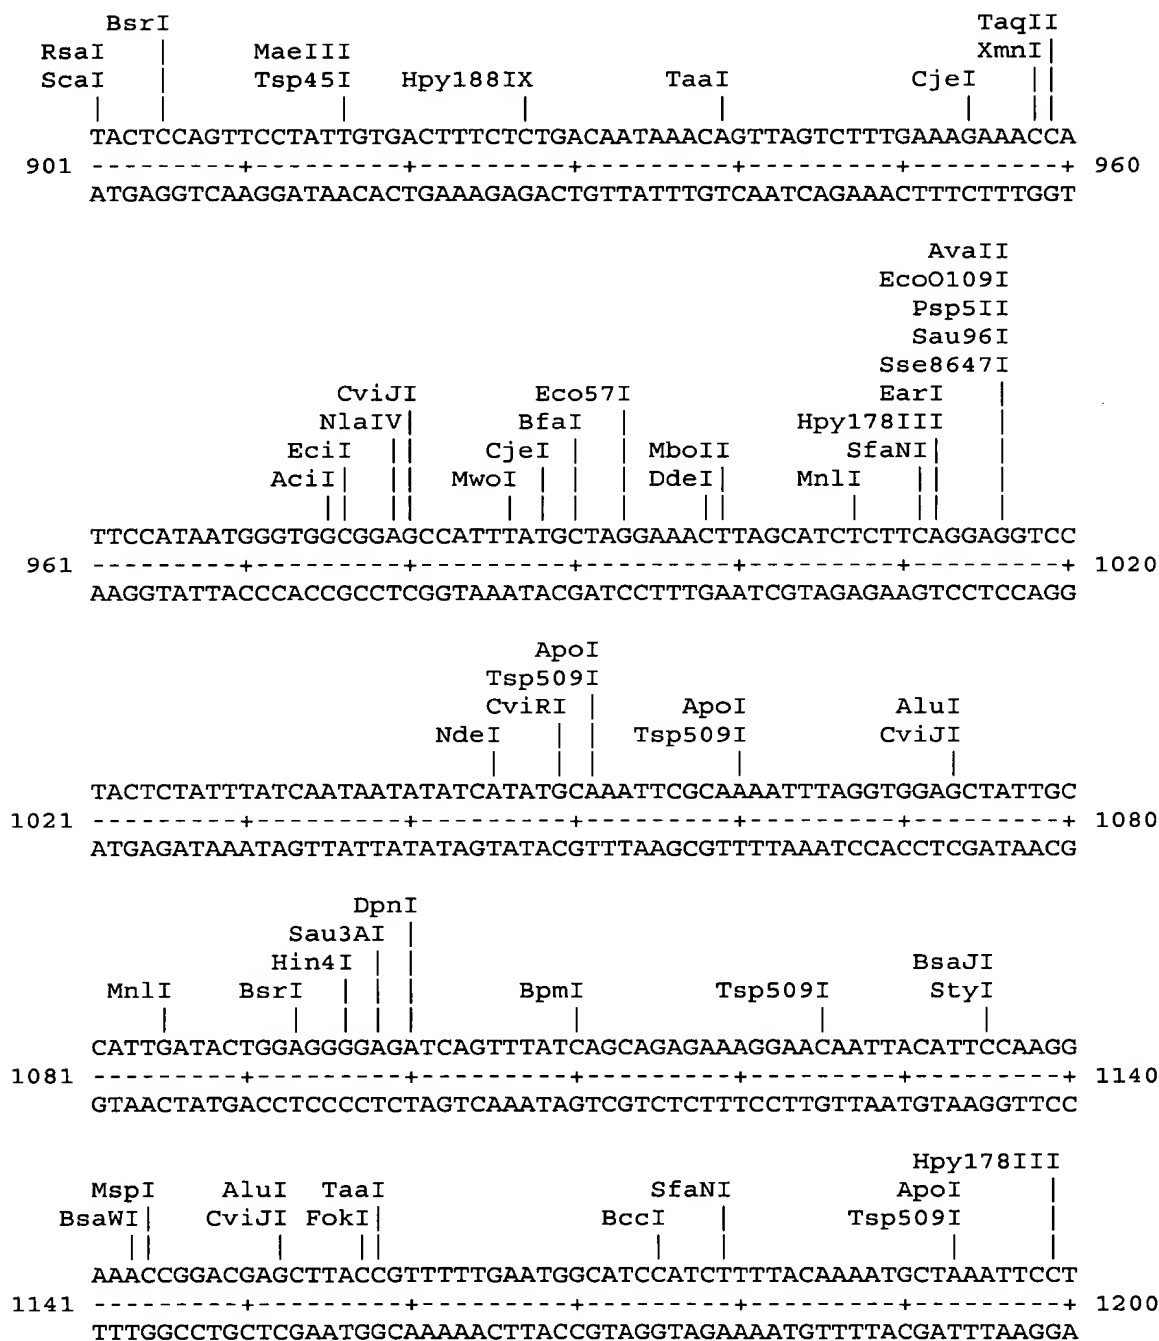 BsrI TaqII
RsaI MaeIII XmnI
ScaI Tsp45I Hpy188IX TaaI CjeI
TACTCCAGTTCCTATTGTGACTTTCTCTGACAATAAACAGTTAGTCTTTGAAAGAAACCA
901 ---------+---------+---------+---------+---------+---------+ 960
ATGAGGTCAAGGATAACACTGAAAGAGACTGTTATTTGTCAATCAGAAACTTTCTTTGGT
AvaII
EcoO109I
Psp5II
Sau96I
Sse8647I
CviJI Eco57I EarI
NlaIV BfaI Hpy178III
EciI CjeI MboII SfaNI
AciI MwoI DdeI MnlI
TTCCATAATGGGTGGCGGAGCCATTTATGCTAGGAAACTTAGCATCTCTTCAGGAGGTCC
961 ---------+---------+---------+---------+---------+---------+ 1020
AAGGTATTACCCACCGCCTCGGTAAATACGATCCTTTGAATCGTAGAGAAGTCCTCCAGG
ApoI
Tsp509I
CviRI ApoI AluI
NdeI Tsp509I CviJI
TACTCTATTTATCAATAATATATCATATGCAAATTCGCAAAATTTAGGTGGAGCTATTGC
1021 ---------+---------+---------+---------+---------+---------+ 1080
ATGAGATAAATAGTTATTATATAGTATACGTTTAAGCGTTTTAAATCCACCTCGATAACG
DpnI
Sau3AI
Hin4I BsaJI
MnlI BsrI BpmI Tsp509I StyI
CATTGATACTGGAGGGGAGATCAGTTTATCAGCAGAGAAAGGAACAATTACATTCCAAGG
1081 ---------+---------+---------+---------+---------+---------+ 1140
GTAACTATGACCTCCCCTCTAGTCAAATAGTCGTCTCTTTCCTTGTTAATGTAAGGTTCC
Hpy178III
MspI AluI TaaI SfaNI ApoI
BsaWI CviJI FokI BccI Tsp509I
AAACCGGACGAGCTTACCGTTTTTGAATGGCATCCATCTTTTACAAAATGCTAAATTCCT
1141 ---------+---------+---------+---------+---------+---------+ 1200
TTTGGCCTGCTCGAATGGCAAAAACTTACCGTAGGTAGAAAATGTTTTACGATTTAAGGA